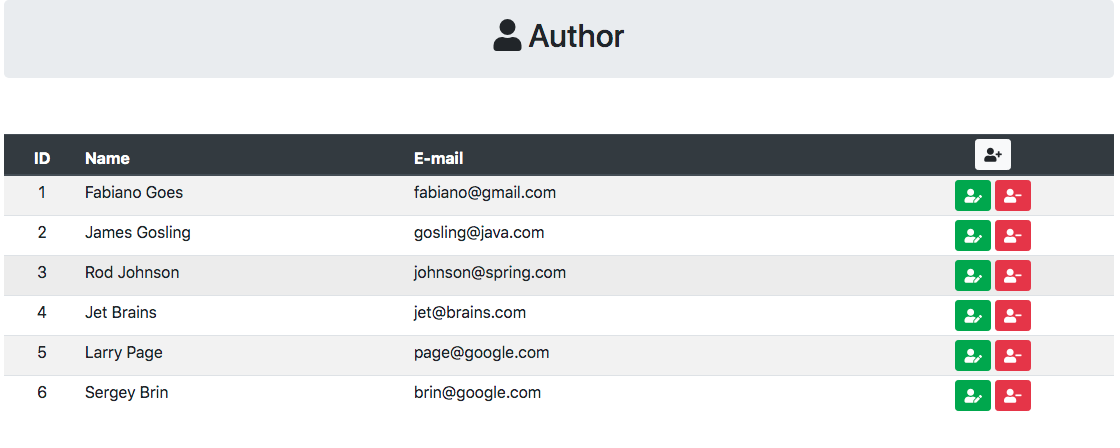 Author
ID Name E-mail
1 Fabiano Goes fabiano@gmail.com
2 James Gosling gosling@java.com
3 Rod Johnson johnson@spring.com
4 Jet Brains jet@brains.com
5 Larry Page page@google.com
6 Sergey Brin brin@google.com